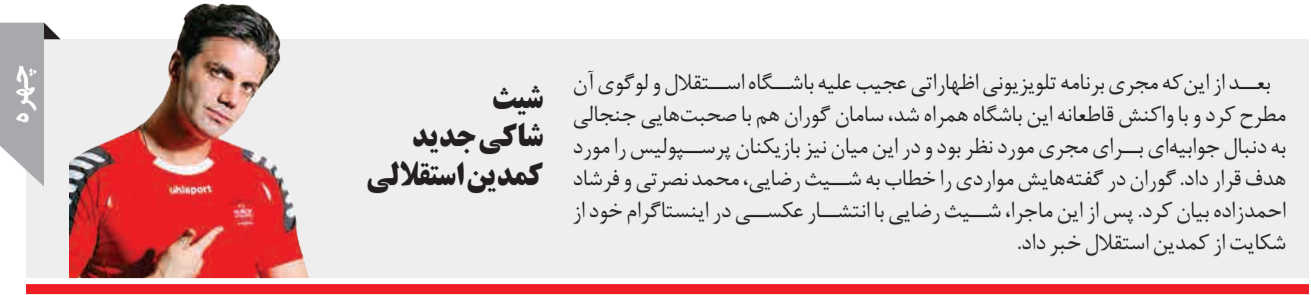 چهره
شیث
شاکی جدید
کمدین استقلالی
بعد از این‌که مجری برنامه تلویزیونی اظهاراتی عجیب علیه باشگاه استقلال و لوگوی آن
مطرح کرد و با واکنش قاطعانه این باشگاه همراه شد، سامان گوران هم با صحبت‌هایی جنجالی
به دنبال جوابیه‌ای برای مجری مورد نظر بود و در این میان نیز بازیکنان پرسپولیس را مورد
هدف قرار داد. گوران در گفته‌هایش مواردی را خطاب به شیث رضایی، محمد نصرتی و فرشاد
احمدزاده بیان کرد. پس از این ماجرا، شیث رضایی با انتشار عکسی در اینستاگرام خود از
شکایت از کمدین استقلال خبر داد.
uhlsport